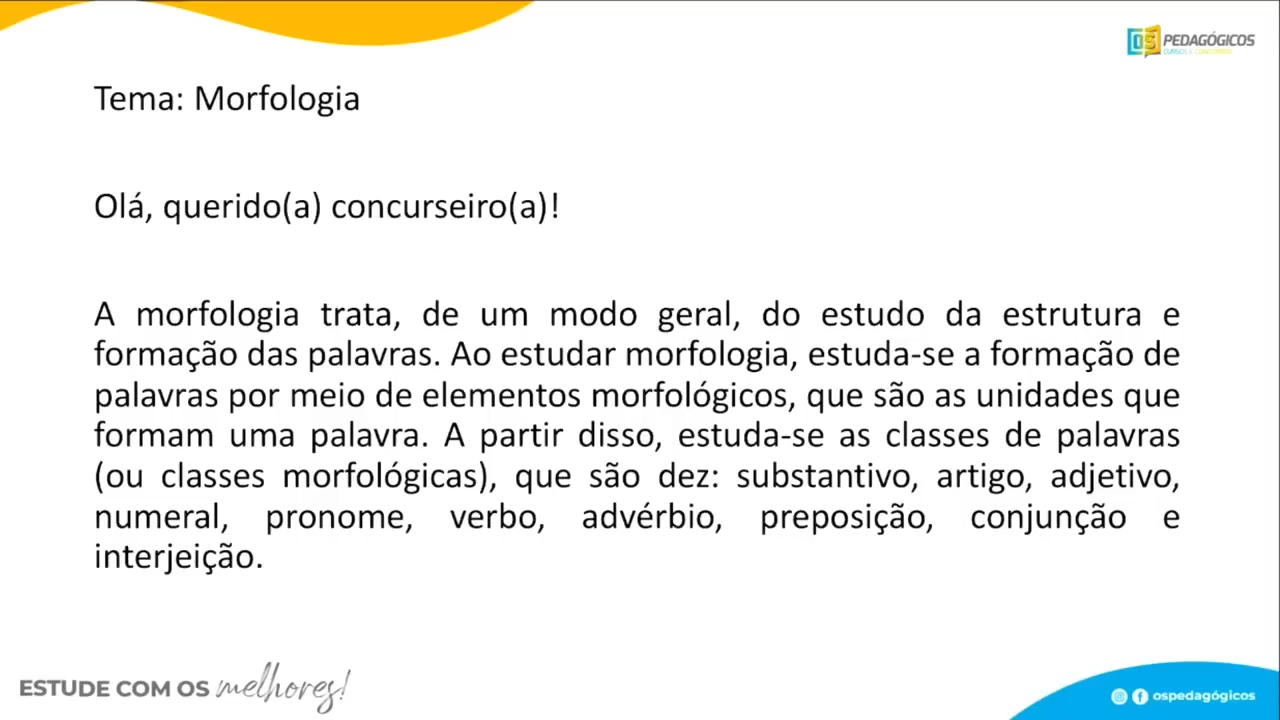 OS PEDAGÓGICOS
CURSOS E CONCURSOS
Tema: Morfologia
Olá, querido(a) concurseiro(a)!
A morfologia trata, de um modo geral, do estudo da estrutura e
formação das palavras. Ao estudar morfologia, estuda-se a formação de
palavras por meio de elementos morfológicos, que são as unidades que
formam uma palavra. A partir disso, estuda-se as classes de palavras
(ou classes morfológicas), que são dez: substantivo, artigo, adjetivo,
numeral, pronome, verbo, advérbio, preposição, conjunção e
interjeição.
ESTUDE COM OS melhores!
ospedagógicos